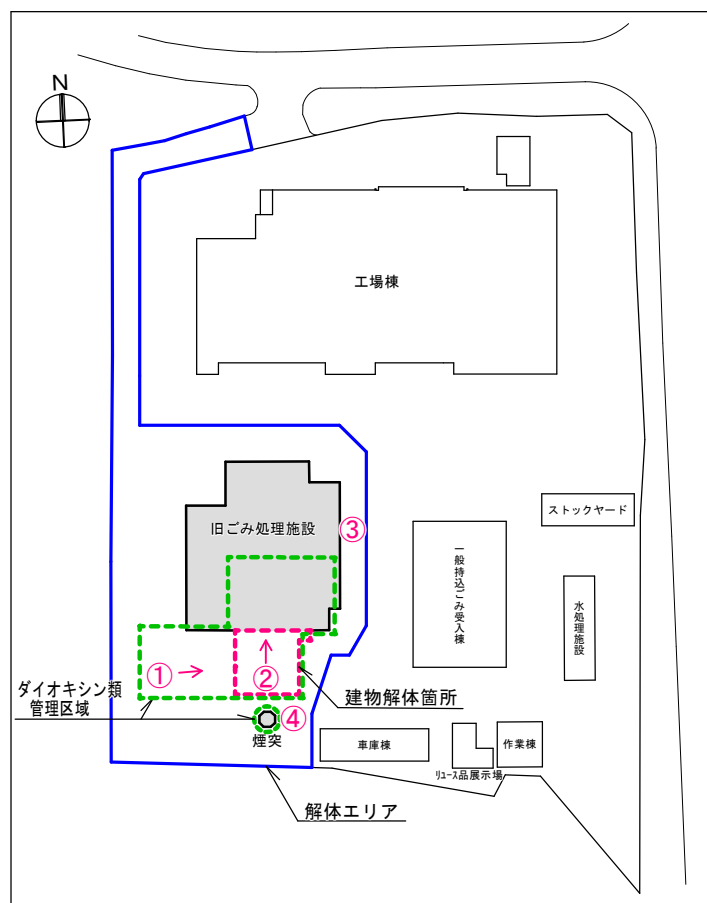 N
工場棟
ストックヤード
旧ごみ処理施設
③
一般持込ごみ受入棟
水処理施設
①
→
②
↑
ダイオキシン類
管理区域
建物解体箇所
④
煙突
車庫棟
作業棟
リユース品展示場
解体エリア